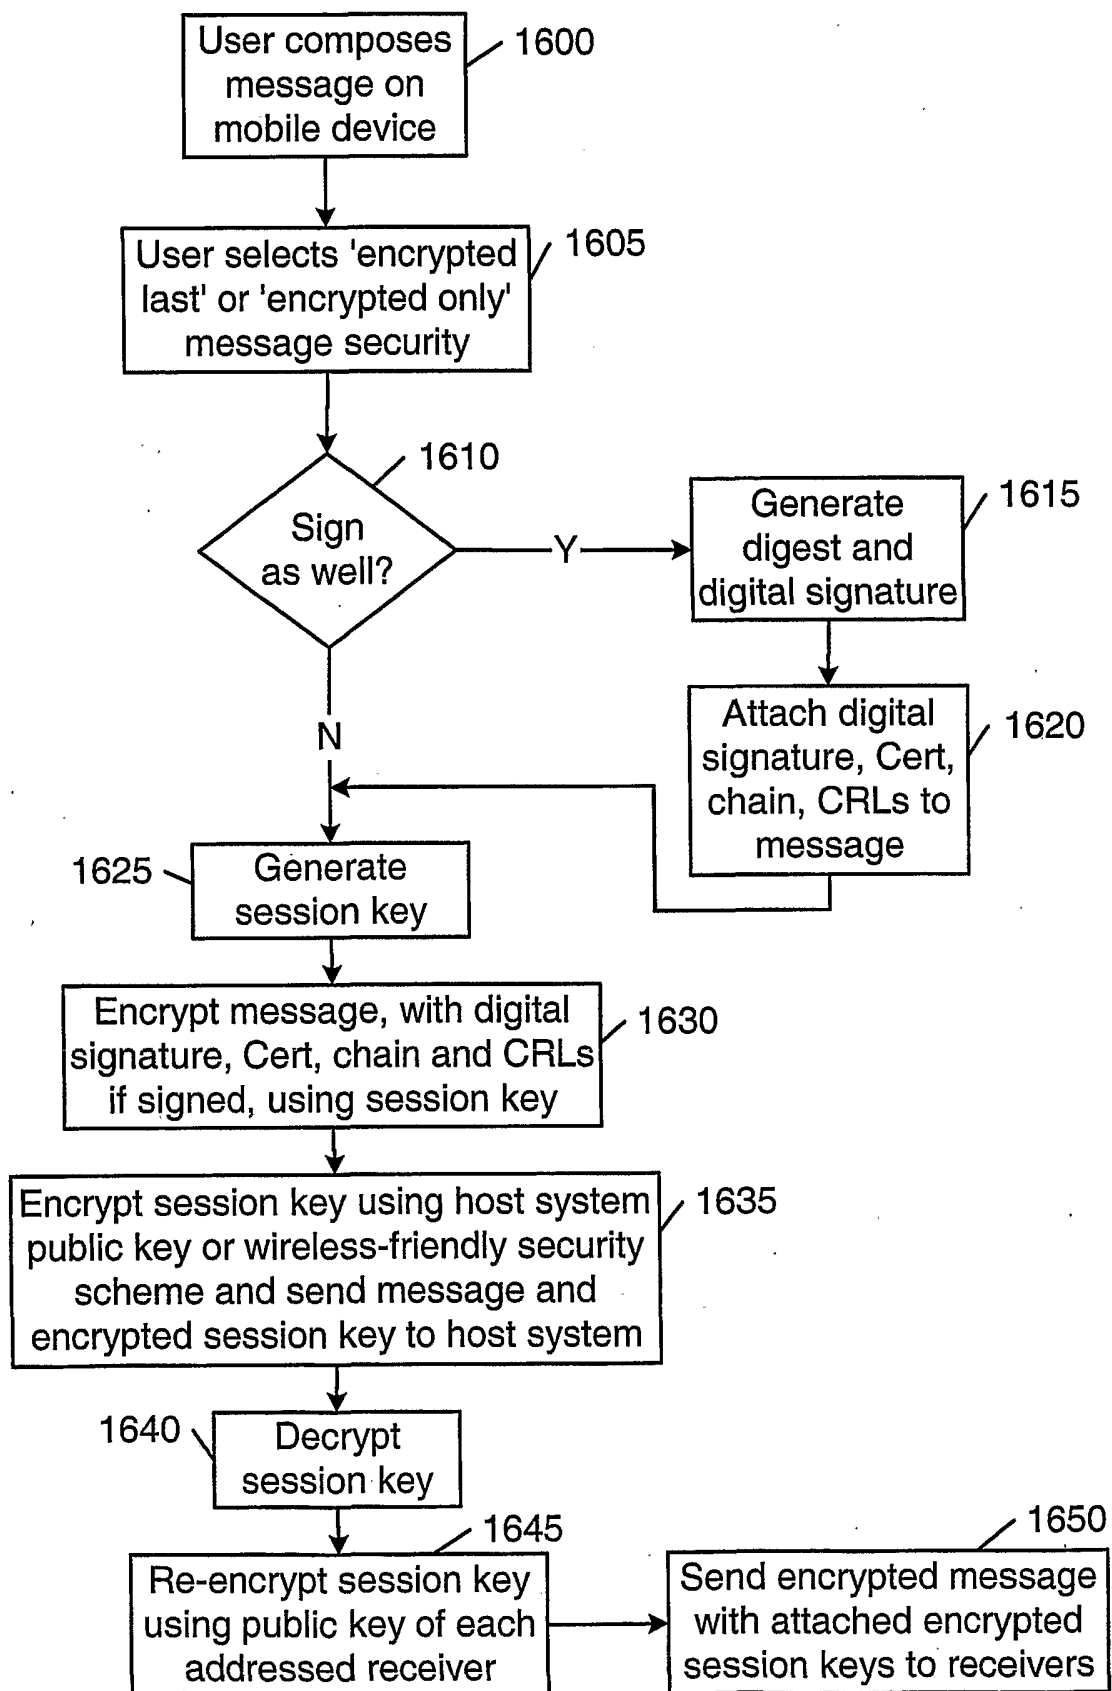 User composes
message on
mobile device
1600
User selects 'encrypted
last' or 'encrypted only'
message security
1605
Sign
as well?
1610
Y
Generate
digest and
digital signature
1615
Attach digital
signature, Cert,
chain, CRLs to
message
1620
N
Generate
session key
1625
Encrypt message, with digital
signature, Cert, chain and CRLs
if signed, using session key
1630
Encrypt session key using host system
public key or wireless-friendly security
scheme and send message and
encrypted session key to host system
1635
Decrypt
session key
1640
Re-encrypt session key
using public key of each
addressed receiver
1645
Send encrypted message
with attached encrypted
session keys to receivers
1650